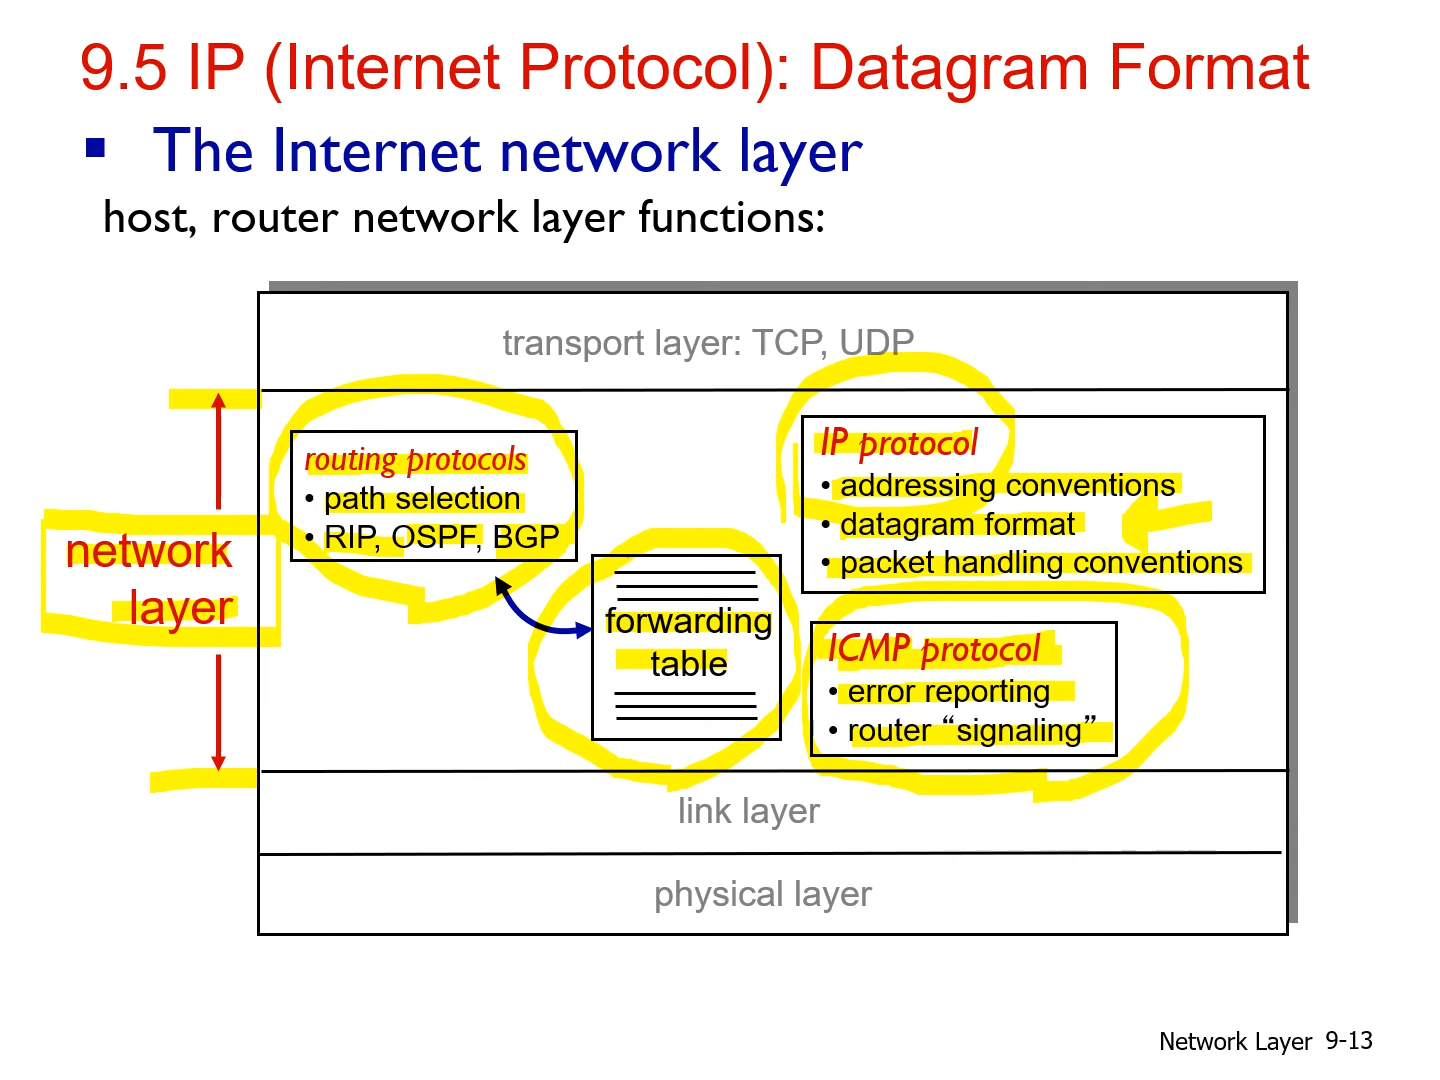 9.5 IP (Internet Protocol): Datagram Format
▪ The Internet network layer
host, router network layer functions:
transport layer: TCP, UDP
network
layer
routing protocols
• path selection
• RIP, OSPF, BGP
forwarding
table
IP protocol
• addressing conventions
• datagram format
• packet handling conventions
ICMP protocol
• error reporting
• router “signaling”
link layer
physical layer
Network Layer 9-13